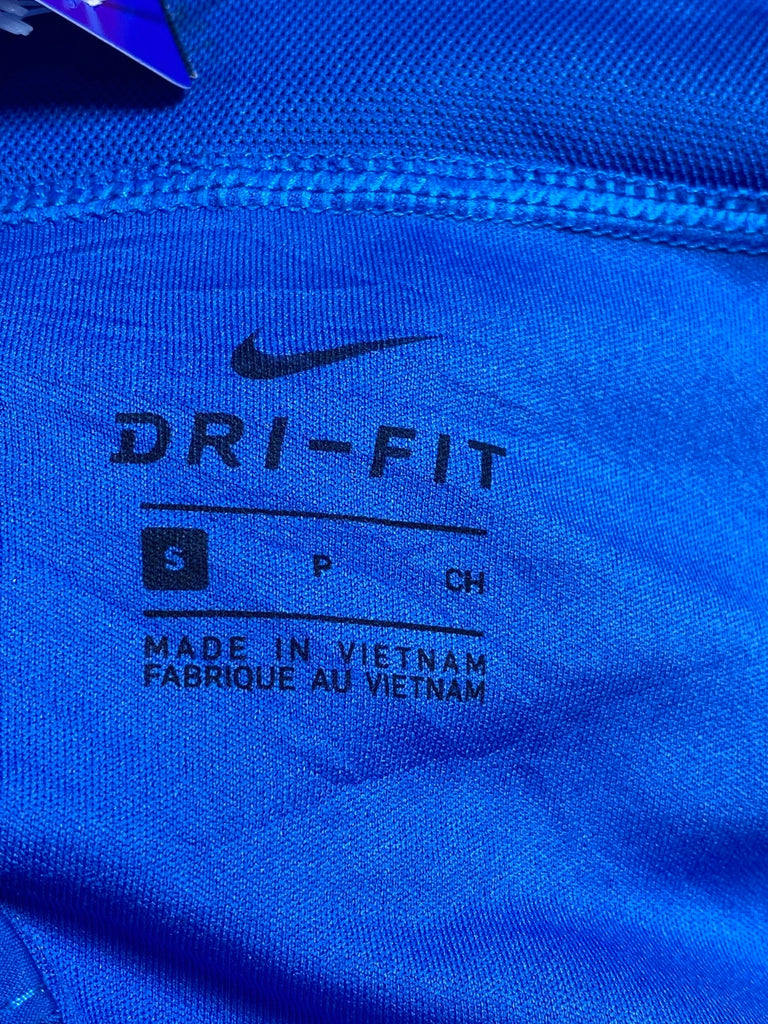 DRI-FIT
S P CH
MADE IN VIETNAM
FABRIQUE AU VIETNAM